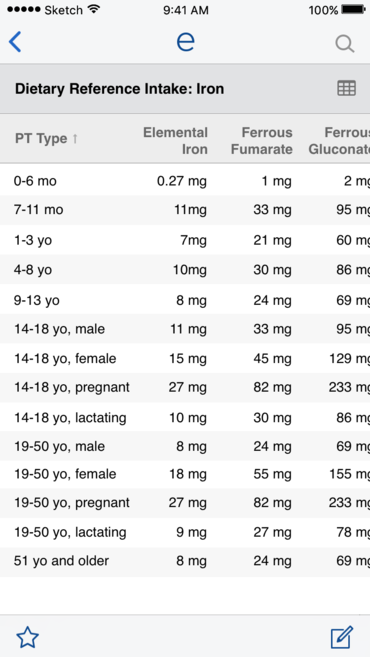 Sketch 9:41 AM 100%
e
Dietary Reference Intake: Iron
PT Type ↑ Elemental Iron Ferrous Fumarate Ferrous Gluconate
0-6 mo 0.27 mg 1 mg 2 mg
7-11 mo 11mg 33 mg 95 mg
1-3 yo 7mg 21 mg 60 mg
4-8 yo 10mg 30 mg 86 mg
9-13 yo 8 mg 24 mg 69 mg
14-18 yo, male 11 mg 33 mg 95 mg
14-18 yo, female 15 mg 45 mg 129 mg
14-18 yo, pregnant 27 mg 82 mg 233 mg
14-18 yo, lactating 10 mg 30 mg 86 mg
19-50 yo, male 8 mg 24 mg 69 mg
19-50 yo, female 18 mg 55 mg 155 mg
19-50 yo, pregnant 27 mg 82 mg 233 mg
19-50 yo, lactating 9 mg 27 mg 78 mg
51 yo and older 8 mg 24 mg 69 mg